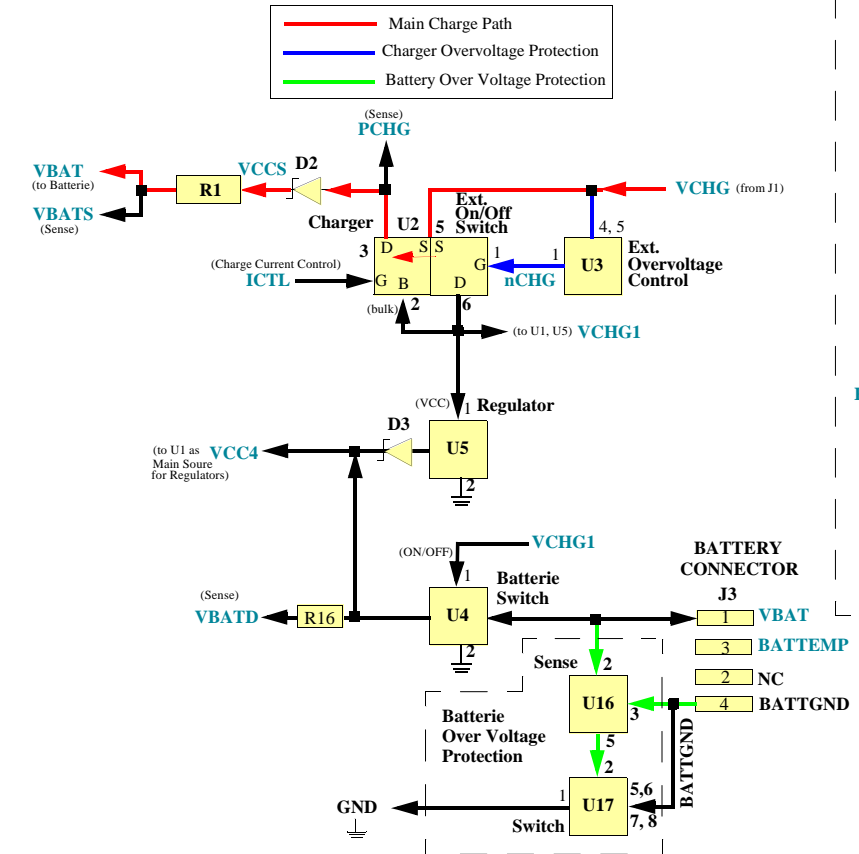 Main Charge Path
Charger Overvoltage Protection
Battery Over Voltage Protection
(Sense)
PCHG
VBAT
(to Batterie)
VBATS
(Sense)
R1
VCCS
D2
VCHG (from J1)
Charger
U2
5
Ext.
On/Off
Switch
4, 5
3
D
S
S
G
1
1
U3
Ext.
Overvoltage
Control
nCHG
(Charge Current Control)
ICTL
G
B
D
(bulk)
2
6
(to U1, U5) VCHG1
(VCC)
1
Regulator
D3
U5
2
(to U1 as
Main Soure
for Regulators)
VCC4
VCHG1
(ON/OFF)
1
Batterie
Switch
BATTERY
CONNECTOR
J3
(Sense)
VBATD
R16
U4
2
1 VBAT
3 BATTEMP
2 NC
4 BATTGND
Sense
2
U16
3
5
Batterie
Over Voltage
Protection
BATTGND
2
U17
1
5,6
7, 8
GND
Switch